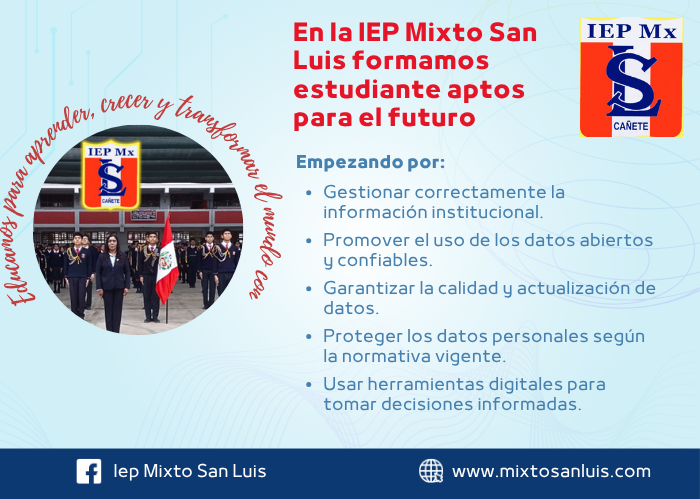 En la IEP Mixto San
Luis formamos
estudiante aptos
para el futuro
IEP Mx
SL
CAÑETE
Educamos para aprender, crecer y transformar el mundo con
IEP Mx
SL
CAÑETE
Empezando por:
• Gestionar correctamente la
información institucional.
• Promover el uso de los datos abiertos
y confiables.
• Garantizar la calidad y actualización de
datos.
• Proteger los datos personales según
la normativa vigente.
• Usar herramientas digitales para
tomar decisiones informadas.
Iep Mixto San Luis
www.mixtosanluis.com